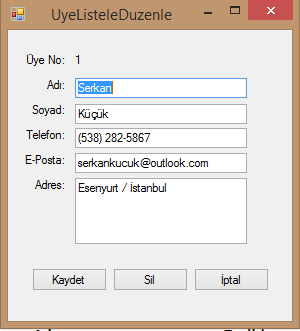 UyeListeleDuzenle
Üye No: 1
Adı: Serkan
Soyad: Küçük
Telefon: (538) 282-5867
E-Posta: serkankucuk@outlook.com
Adres: Esenyurt / İstanbul
Kaydet Sil İptal